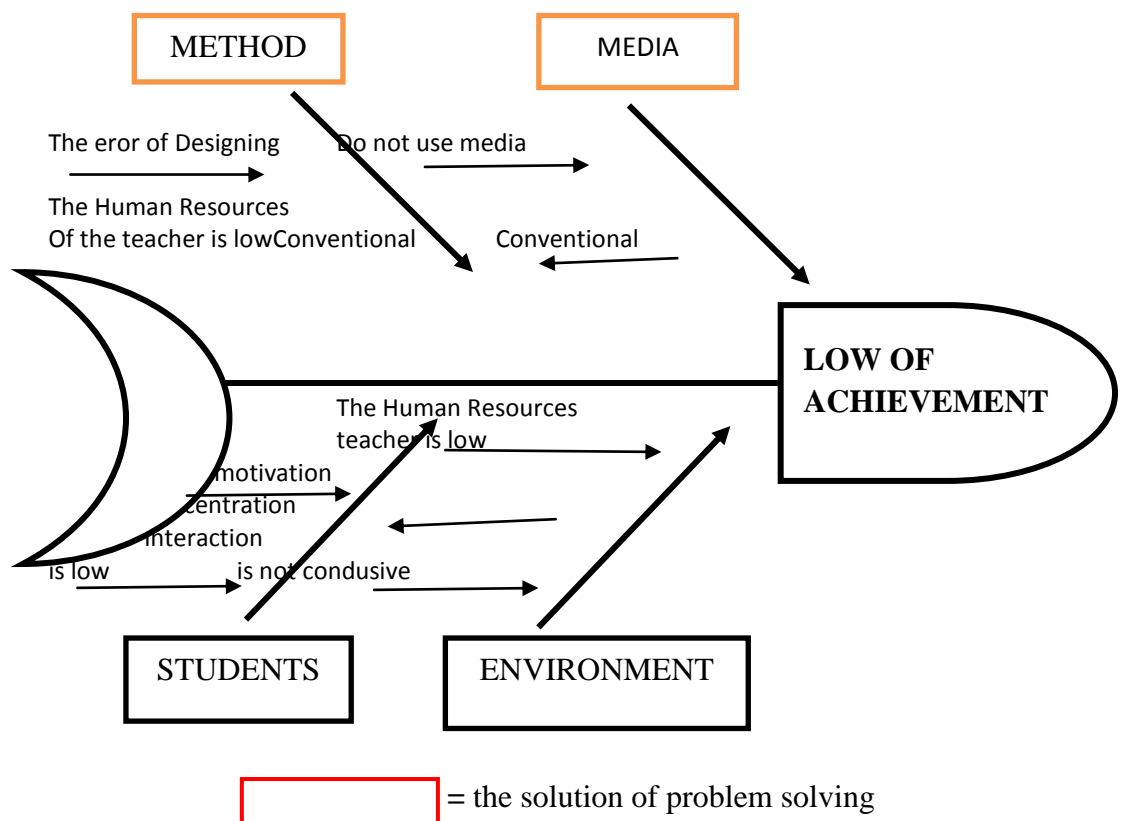 METHOD
MEDIA
The eror of Designing
Do not use media
The Human Resources
Of the teacher is lowConventional
Conventional
LOW OF
ACHIEVEMENT
The Human Resources
teacher is low
motivation
centration
interaction
is low
is not condusive
STUDENTS
ENVIRONMENT
= the solution of problem solving